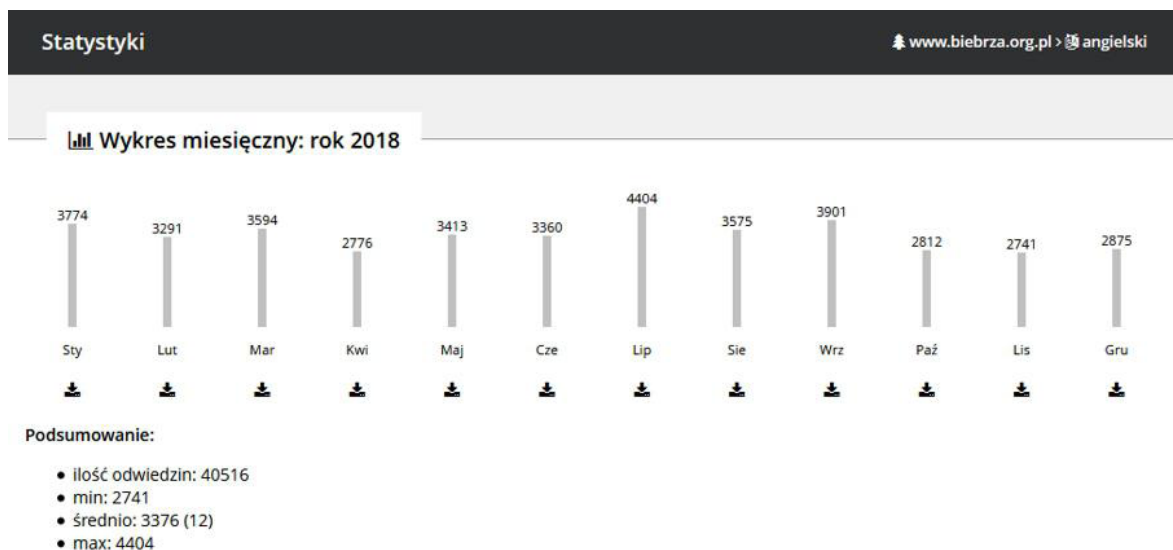 Statystyki
www.biebrza.org.pl > angielski
Wykres miesięczny: rok 2018
3774 3291 3594 2776 3413 3360 4404 3575 3901 2812 2741 2875
Sty Lut Mar Kwi Maj Cze Lip Sie Wrz Paź Lis Gru
Podsumowanie:
• ilość odwiedzin: 40516
• min: 2741
• średnio: 3376 (12)
• max: 4404